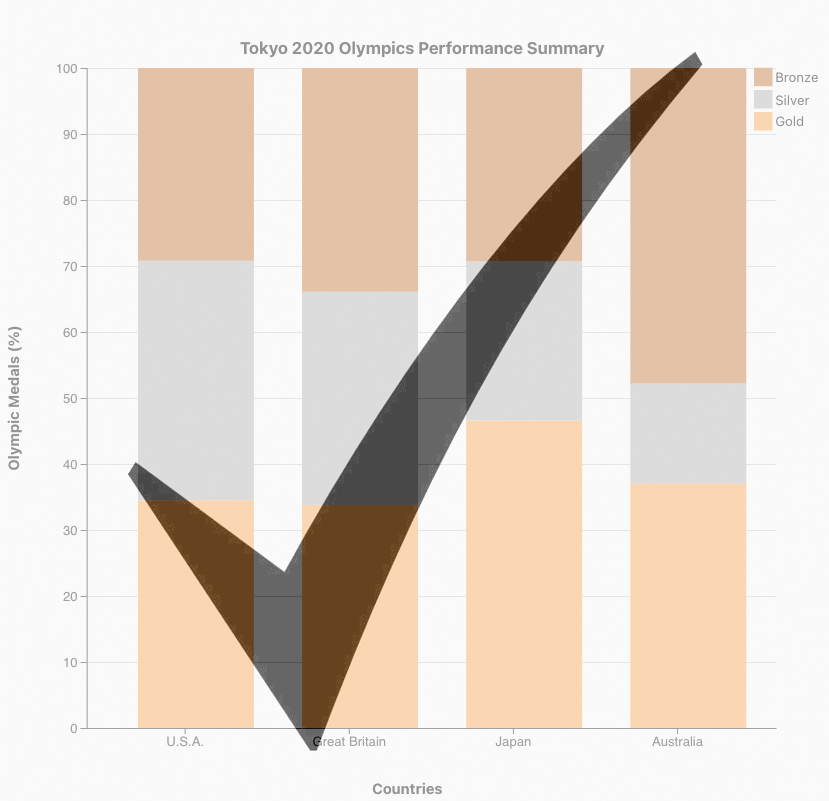 Tokyo 2020 Olympics Performance Summary
Bronze
Silver
Gold
100
90
80
70
60
50
40
30
20
10
0
Olympic Medals (%)
U.S.A.
Great Britain
Japan
Australia
Countries